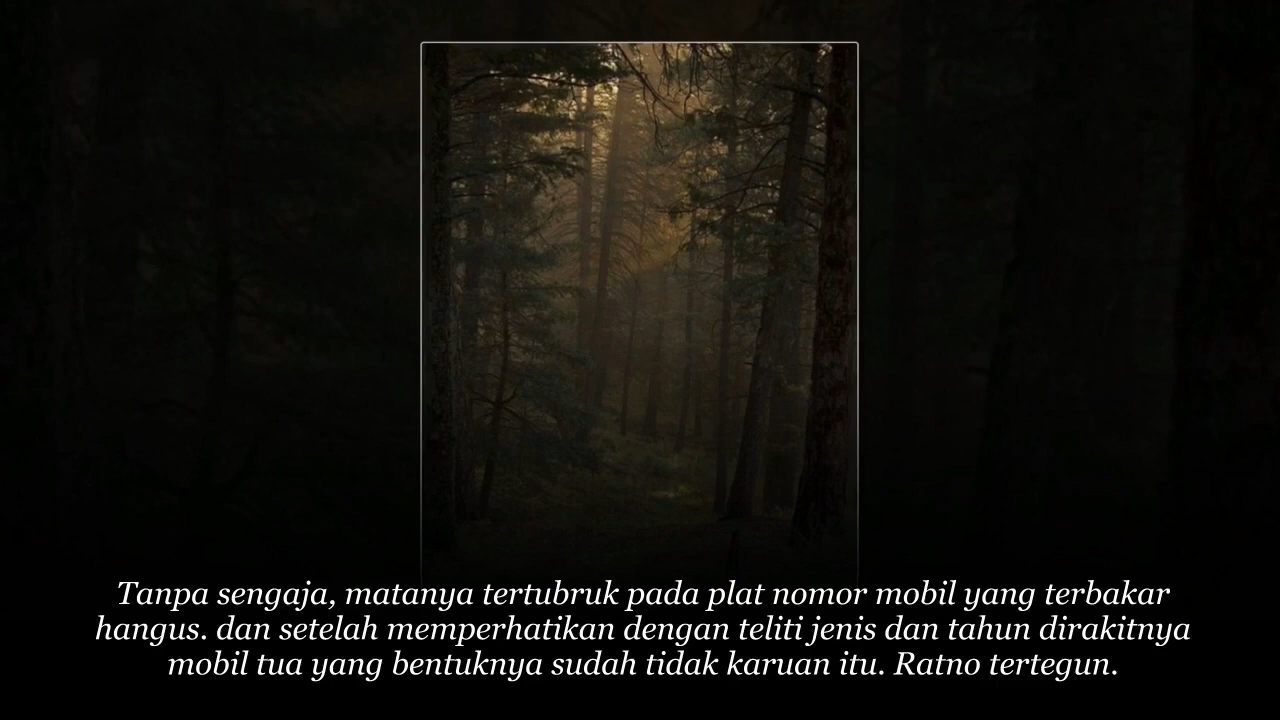 Tanpa sengaja, matanya tertubruk pada plat nomor mobil yang terbakar
hangus. dan setelah memperhatikan dengan teliti jenis dan tahun dirakitnya
mobil tua yang bentuknya sudah tidak karuan itu. Ratno tertegun.